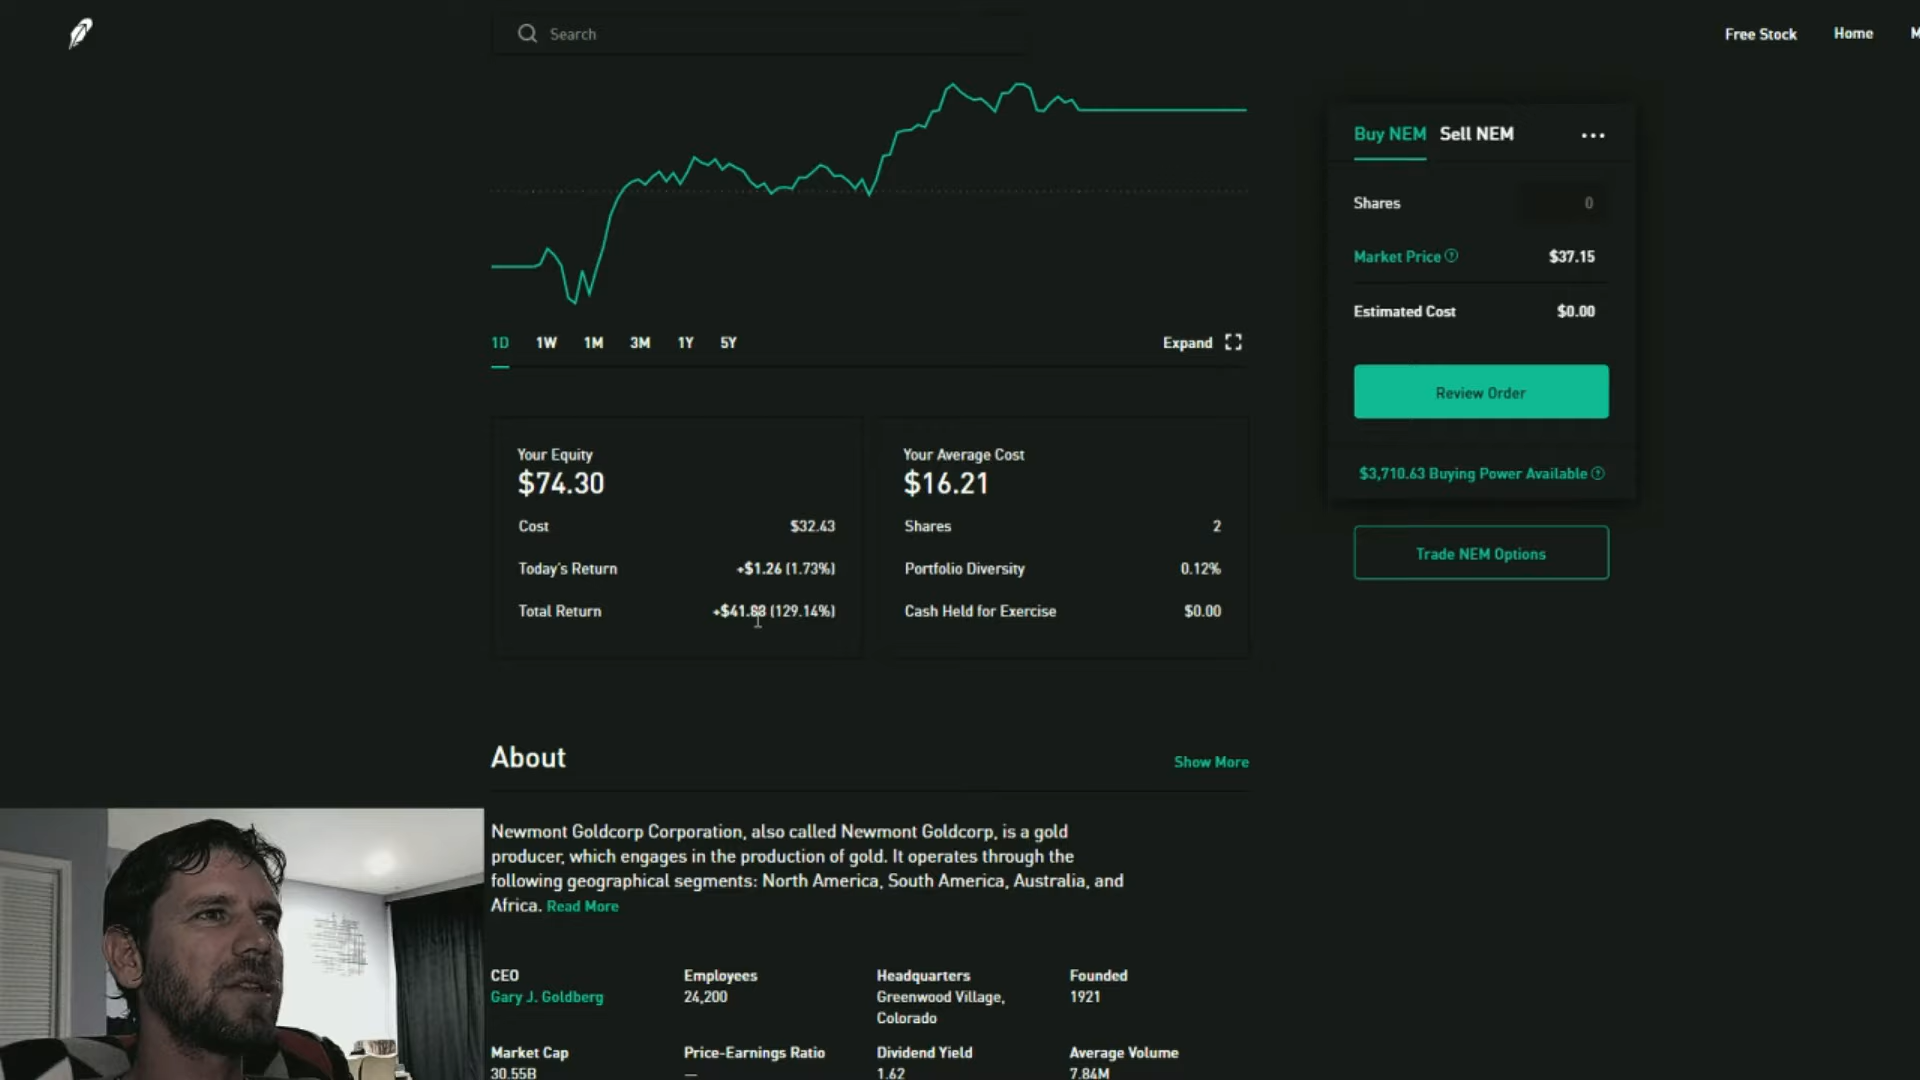 Search
Free Stock
Home
M
Buy NEM
Sell NEM
Shares
0
Market Price
$37.15
Estimated Cost
$0.00
Review Order
$3,710.63 Buying Power Available
Trade NEM Options
1D
1W
1M
3M
1Y
5Y
Expand
Your Equity
$74.30
Cost
$32.43
Today's Return
+$1.26 (1.73%)
Total Return
+$41.88 (129.14%)
Your Average Cost
$16.21
Shares
2
Portfolio Diversity
0.12%
Cash Held for Exercise
$0.00
About
Show More
Newmont Goldcorp Corporation, also called Newmont Goldcorp, is a gold
producer, which engages in the production of gold. It operates through the
following geographical segments: North America, South America, Australia, and
Africa. Read More
CEO
Gary J. Goldberg
Employees
24,200
Headquarters
Greenwood Village,
Colorado
Founded
1921
Market Cap
30.55B
Price-Earnings Ratio
—
Dividend Yield
1.62
Average Volume
7.84M